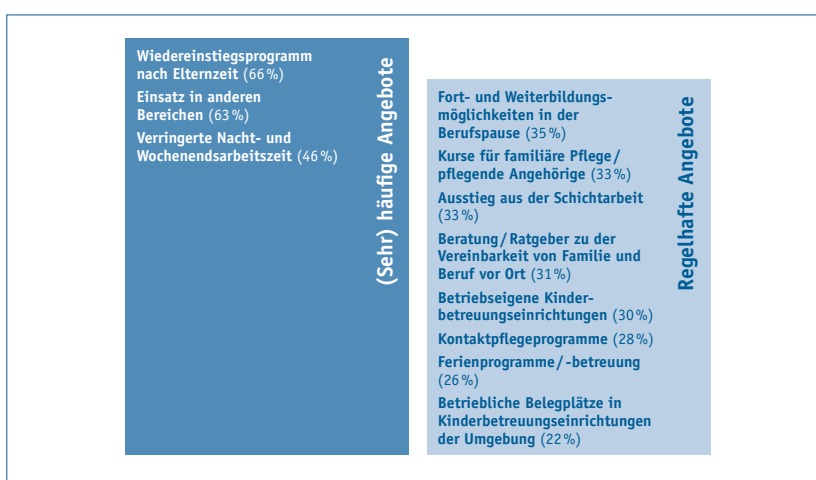 Wiedereinstiegsprogramm
nach Elternzeit (66%)
Einsatz in anderen
Bereichen (63%)
Verringerte Nacht- und
Wochenendsarbeitszeit (46%)
(Sehr) häufige Angebote
Fort- und Weiterbildungs-
möglichkeiten in der
Berufspause (35%)
Kurse für familiäre Pflege/
pflegende Angehörige (33%)
Ausstieg aus der Schichtarbeit
(33%)
Beratung/Ratgeber zu der
Vereinbarkeit von Familie und
Beruf vor Ort (31%)
Betriebseigene Kinder-
betreuungseinrichtungen (30%)
Kontaktpflegeprogramme (28%)
Ferienprogramme/-betreuung
(26%)
Betriebliche Belegplätze in
Kinderbetreuungseinrichtungen
der Umgebung (22%)
Regelhafte Angebote